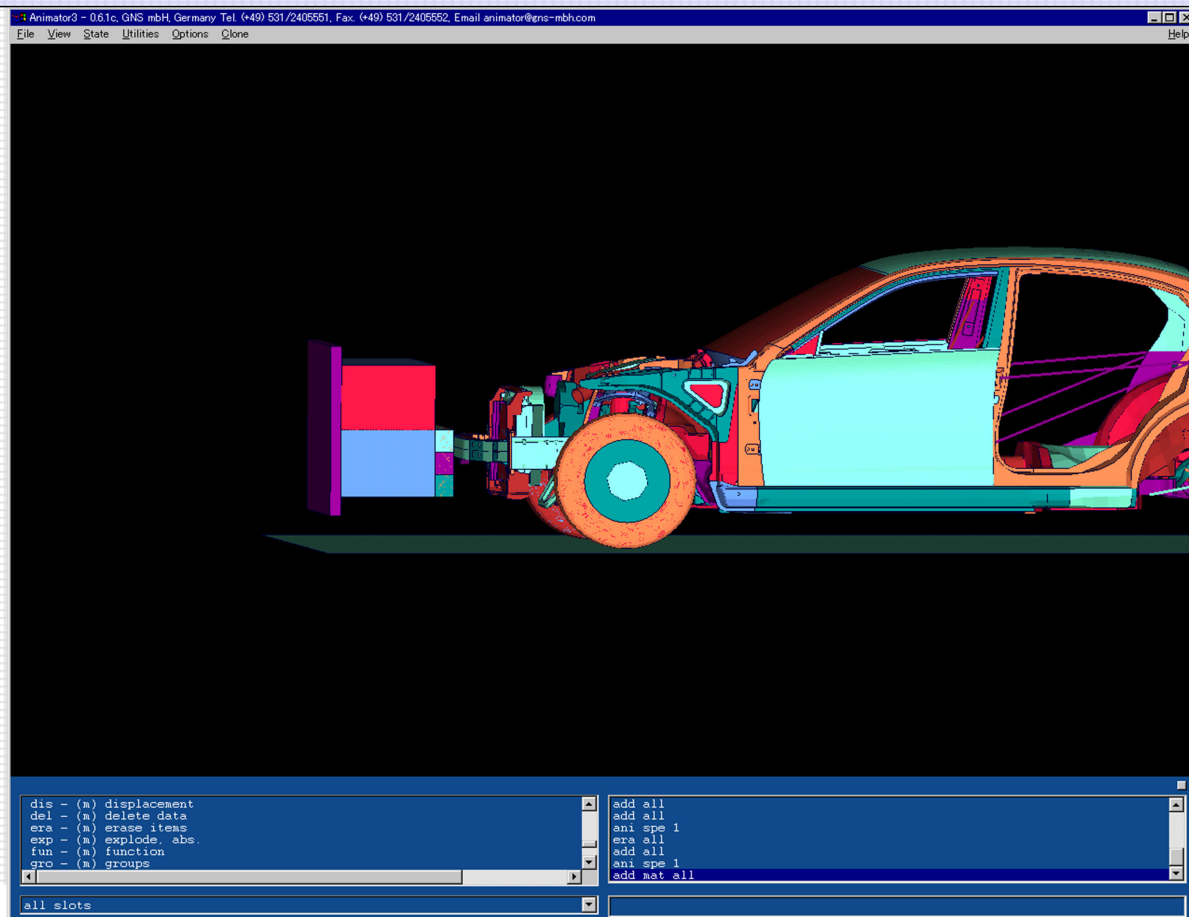 Animator3 - 0.6.1c, GNS mbH, Germany Tel. (+49) 531/2405551, Fax. (+49) 531/2405552, Email animator@gns-mbh.com
File View State Utilities Options Clone Help
dis - (m) displacement
del - (m) delete data
era - (m) erase items
exp - (m) explode, abs.
fun - (m) function
gro - (m) groups
add all
add all
ani spe 1
era all
add all
ani spe 1
add mat all
all slots